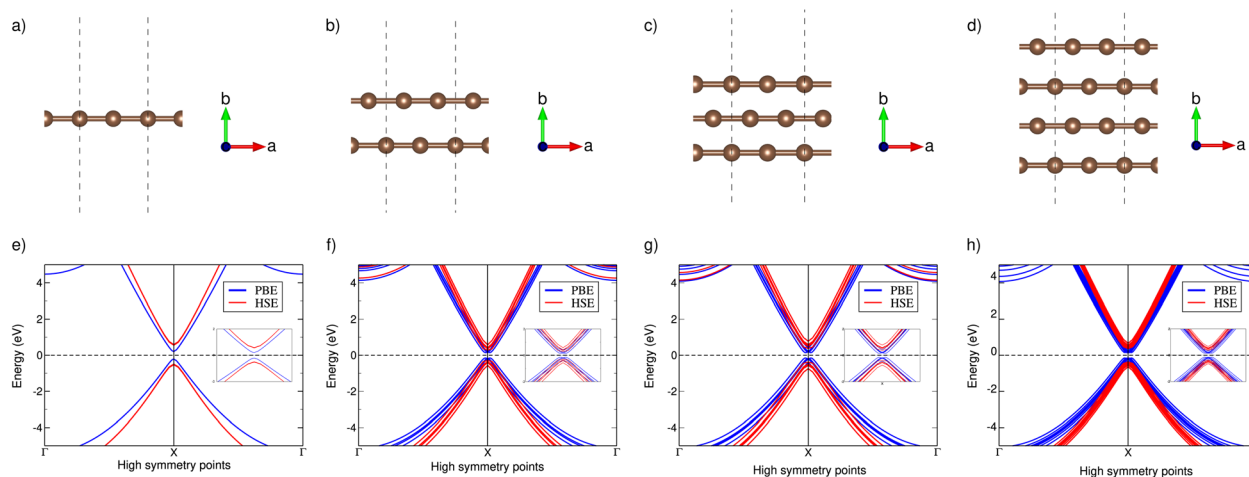 a)
b
a
b)
b
a
c)
b
a
d)
b
a
e)
4
2
0
-2
-4
Energy (eV)
PBE
HSE
Γ
X
Γ
High symmetry points
f)
4
2
0
-2
-4
Energy (eV)
PBE
HSE
Γ
X
Γ
High symmetry points
g)
4
2
0
-2
-4
Energy (eV)
PBE
HSE
X
Γ
X
Γ
High symmetry points
h)
4
2
0
-2
-4
Energy (eV)
PBE
HSE
Γ
X
Γ
High symmetry points